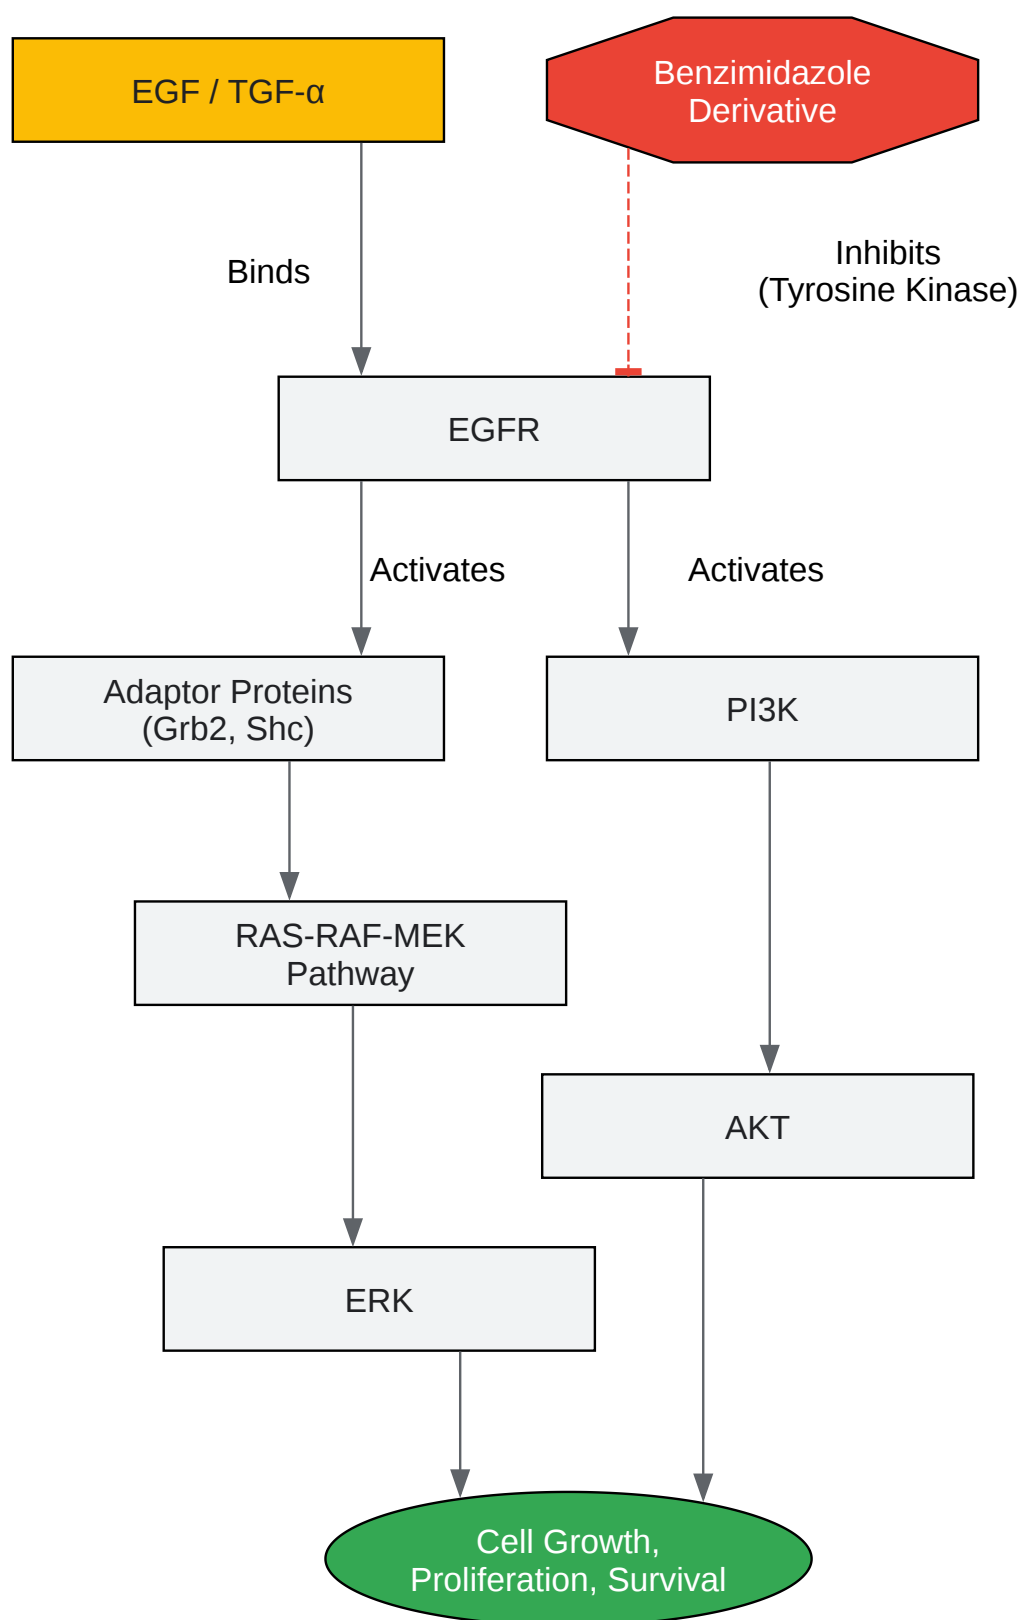 EGF / TGF-α
Benzimidazole
Derivative
Binds
Inhibits
(Tyrosine Kinase)
EGFR
Activates
Activates
Adaptor Proteins
(Grb2, Shc)
PI3K
RAS-RAF-MEK
Pathway
AKT
ERK
Cell Growth,
Proliferation, Survival